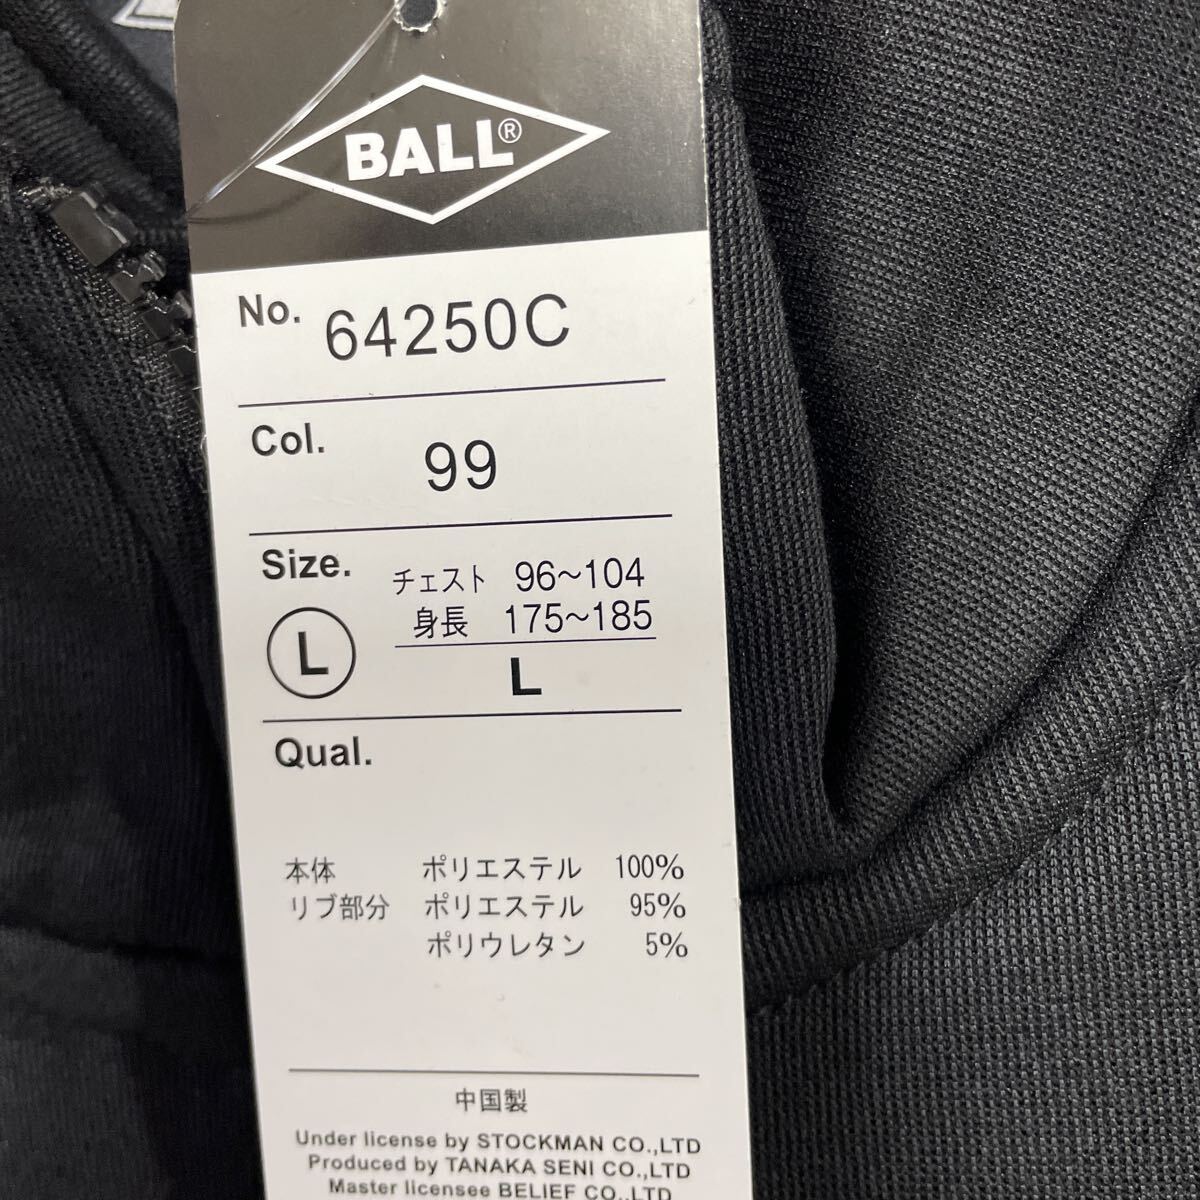 BALL®
No. 64250C
Col. 99
Size. チェスト 96~104
身長 175~185
Ⓛ L
Qual.
本体 ポリエステル 100%
リブ部分 ポリエステル 95%
ポリウレタン 5%
中国製
Under license by STOCKMAN CO.,LTD
Produced by TANAKA SENI CO.,LTD
Master licensee BELIEF CO.,LTD